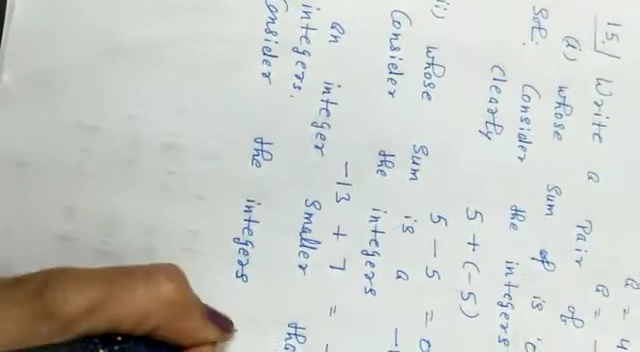 a = 4
15. Write a Pair of
a) whose sum of is
Sol: Consider the integers
clearly 5 + (-5)
5 - 5 = 0
whose sum is a
Consider the integers
-13 + 7 =
an integer smaller
integers.
Consider the integers